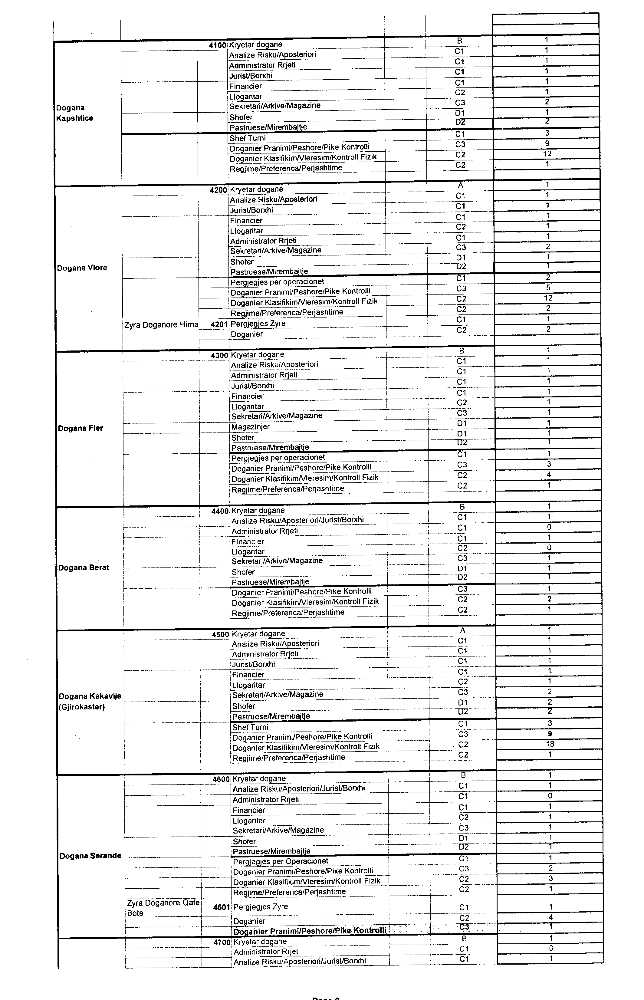 4100 Kryetar dogane B 1
Analize Risku/Aposteriori C1 1
Administrator Rrjeti C1 1
Jurist/Borxhi C1 1
Financier C1 1
Llogaritar C2 1
Dogana Kapshtice
Sekretari/Arkive/Magazine C3 2
Shofer D1 1
Pastruese/Mirembajtje D2 2
Shef Turni C1 3
Doganier Pranimi/Peshore/Pike Kontrolli C3 9
Doganier Klasifikim/Vleresim/Kontroll Fizik C2 12
Regjime/Preferenca/Perjashtime C2 1
4200 Kryetar dogane A 1
Analize Risku/Aposteriori C1 1
Jurist/Borxhi C1 1
Financier C1 1
Llogaritar C2 1
Administrator Rrjeti C1 1
Sekretari/Arkive/Magazine C3 2
Shofer D1 1
Dogana Vlore
Pastruese/Mirembajtje D2 1
Pergjegjes per operacionet C1 2
Doganier Pranimi/Peshore/Pike Kontrolli C3 5
Doganier Klasifikim/Vleresim/Kontroll Fizik C2 12
Regjime/Preferenca/Perjashtime C2 2
Zyra Doganore Hima 4201 Pergjegjes Zyre C1 1
Doganier C2 2
4300 Kryetar dogane B 1
Analize Risku/Aposteriori C1 1
Administrator Rrjeti C1 1
Jurist/Borxhi C1 1
Financier C1 1
Llogaritar C2 1
Sekretari/Arkive/Magazine C3 1
Dogana Fier
Magazinjer D1 1
Shofer D1 1
Pastruese/Mirembajtje D2 1
Pergjegjes per operacionet C1 1
Doganier Pranimi/Peshore/Pike Kontrolli C3 3
Doganier Klasifikim/Vleresim/Kontroll Fizik C2 4
Regjime/Preferenca/Perjashtime C2 1
4400 Kryetar dogane B 1
Analize Risku/Aposteriori/Jurist/Borxhi C1 1
Administrator Rrjeti C1 0
Financier C1 1
Llogaritar C2 0
Sekretari/Arkive/Magazine C3 1
Dogana Berat
Shofer D1 1
Pastruese/Mirembajtje D2 1
Doganier Pranimi/Peshore/Pike Kontrolli C3 1
Doganier Klasifikim/Vleresim/Kontroll Fizik C2 2
Regjime/Preferenca/Perjashtime C2 1
4500 Kryetar dogane A 1
Analize Risku/Aposteriori C1 1
Administrator Rrjeti C1 1
Jurist/Borxhi C1 1
Financier C1 1
Llogaritar C2 1
Dogana Kakavije
(Gjirokaster)
Sekretari/Arkive/Magazine C3 2
Shofer D1 2
Pastruese/Mirembajtje D2 2
Shef Turni C1 3
Doganier Pranimi/Peshore/Pike Kontrolli C3 9
Doganier Klasifikim/Vleresim/Kontroll Fizik C2 18
Regjime/Preferenca/Perjashtime C2 1
4600 Kryetar dogane B 1
Analize Risku/Aposteriori/Jurist/Borxhi C1 1
Administrator Rrjeti C1 0
Financier C1 1
Llogaritar C2 1
Sekretari/Arkive/Magazine C3 1
Shofer D1 1
Pastruese/Mirembajtje D2 1
Dogana Sarande
Pergjegjes per Operacionet C1 1
Doganier Pranimi/Peshore/Pike Kontrolli C3 2
Doganier Klasifikim/Vleresim/Kontroll Fizik C2 3
Regjime/Preferenca/Perjashtime C2 1
Zyra Doganore Qafe
Bote
4601 Pergjegjes Zyre C1 1
Doganier C2 4
Doganier Pranimi/Peshore/Pike Kontrolli C3 1
4700 Kryetar dogane B 1
Administrator Rrjeti C1 0
Analize Risku/Aposteriori/Jurist/Borxhi C1 1